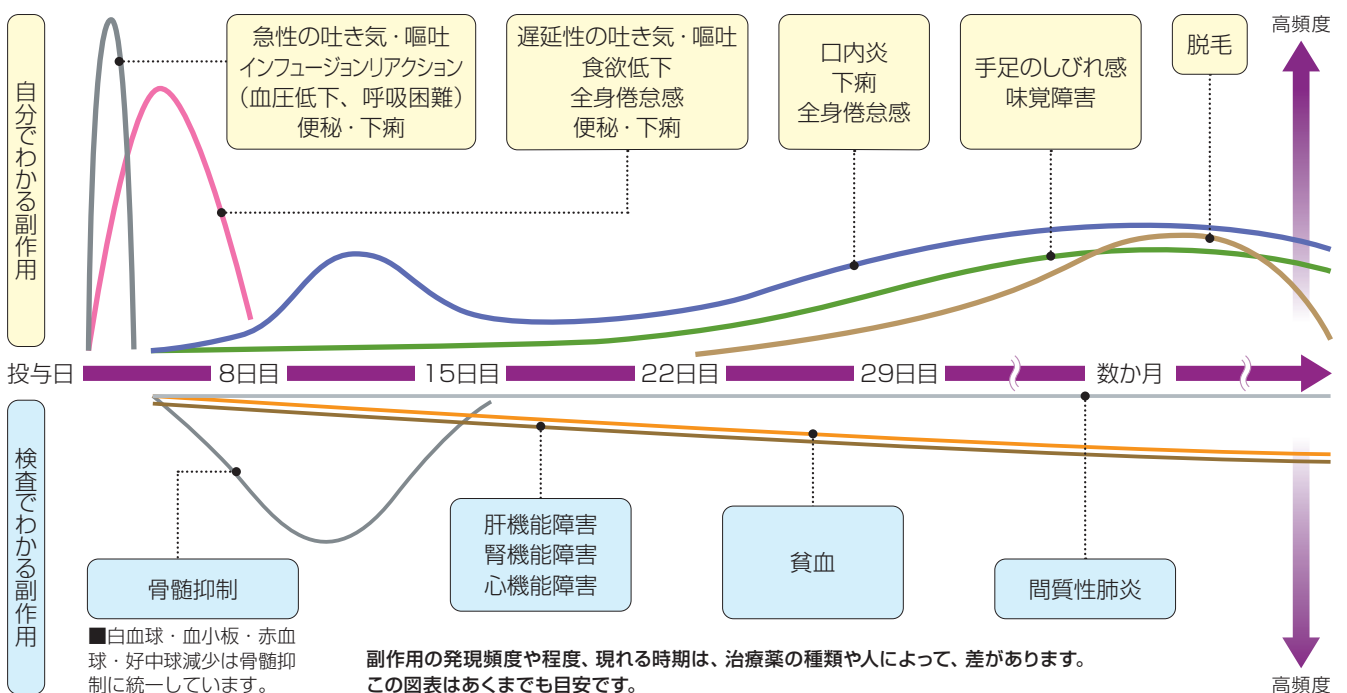 高頻度
自分でわかる副作用
急性の吐き気・嘔吐
インフュージョンリアクション
（血圧低下、呼吸困難）
便秘・下痢
遅延性の吐き気・嘔吐
食欲低下
全身倦怠感
便秘・下痢
口内炎
下痢
全身倦怠感
手足のしびれ感
味覚障害
脱毛
投与日
8日目
15日目
22日目
29日目
数か月
検査でわかる副作用
骨髄抑制
肝機能障害
腎機能障害
心機能障害
貧血
間質性肺炎
■白血球・血小板・赤血
球・好中球減少は骨髄抑
制に統一しています。
副作用の発現頻度や程度、現れる時期は、治療薬の種類や人によって、差があります。
この図表はあくまでも目安です。
高頻度